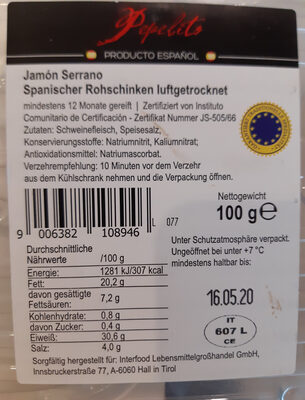 Pepelito
PRODUCTO ESPAÑOL
Jamón Serrano
Spanischer Rohschinken luftgetrocknet
mindestens 12 Monate gereift | Zertifiziert von Instituto
Comunitario de Certificación - Zertifikat Nummer JS-505/66
Zutaten: Schweinefleisch, Speisesalz,
Konservierungsstoffe: Natriumnitrit, Kaliumnitrat;
Antioxidationsmittel: Natriumascorbat.
Verzehrempfehlung: 10 Minuten vor dem Verzehr
aus dem Kühlschrank nehmen und die Verpackung öffnen.
9 006382 108946
L 077
Nettogewicht
100 g e
Durchschnittliche
Nährwerte /100 g
Energie: 1281 kJ/307 kcal
Fett: 20,2 g
davon gesättigte
Fettsäuren: 7,2 g
Kohlenhydrate: 0,8 g
davon Zucker: 0,4 g
Eiweiß: 30,6 g
Salz: 4,0 g
Unter Schutzatmosphäre verpackt.
Ungeöffnet bei unter +7 °C
mindestens haltbar bis:
16.05.20
IT
607 L
CE
Sorgfältig hergestellt für: Interfood Lebensmittelgroßhandel GmbH,
Innsbruckerstraße 77, A-6060 Hall in Tirol